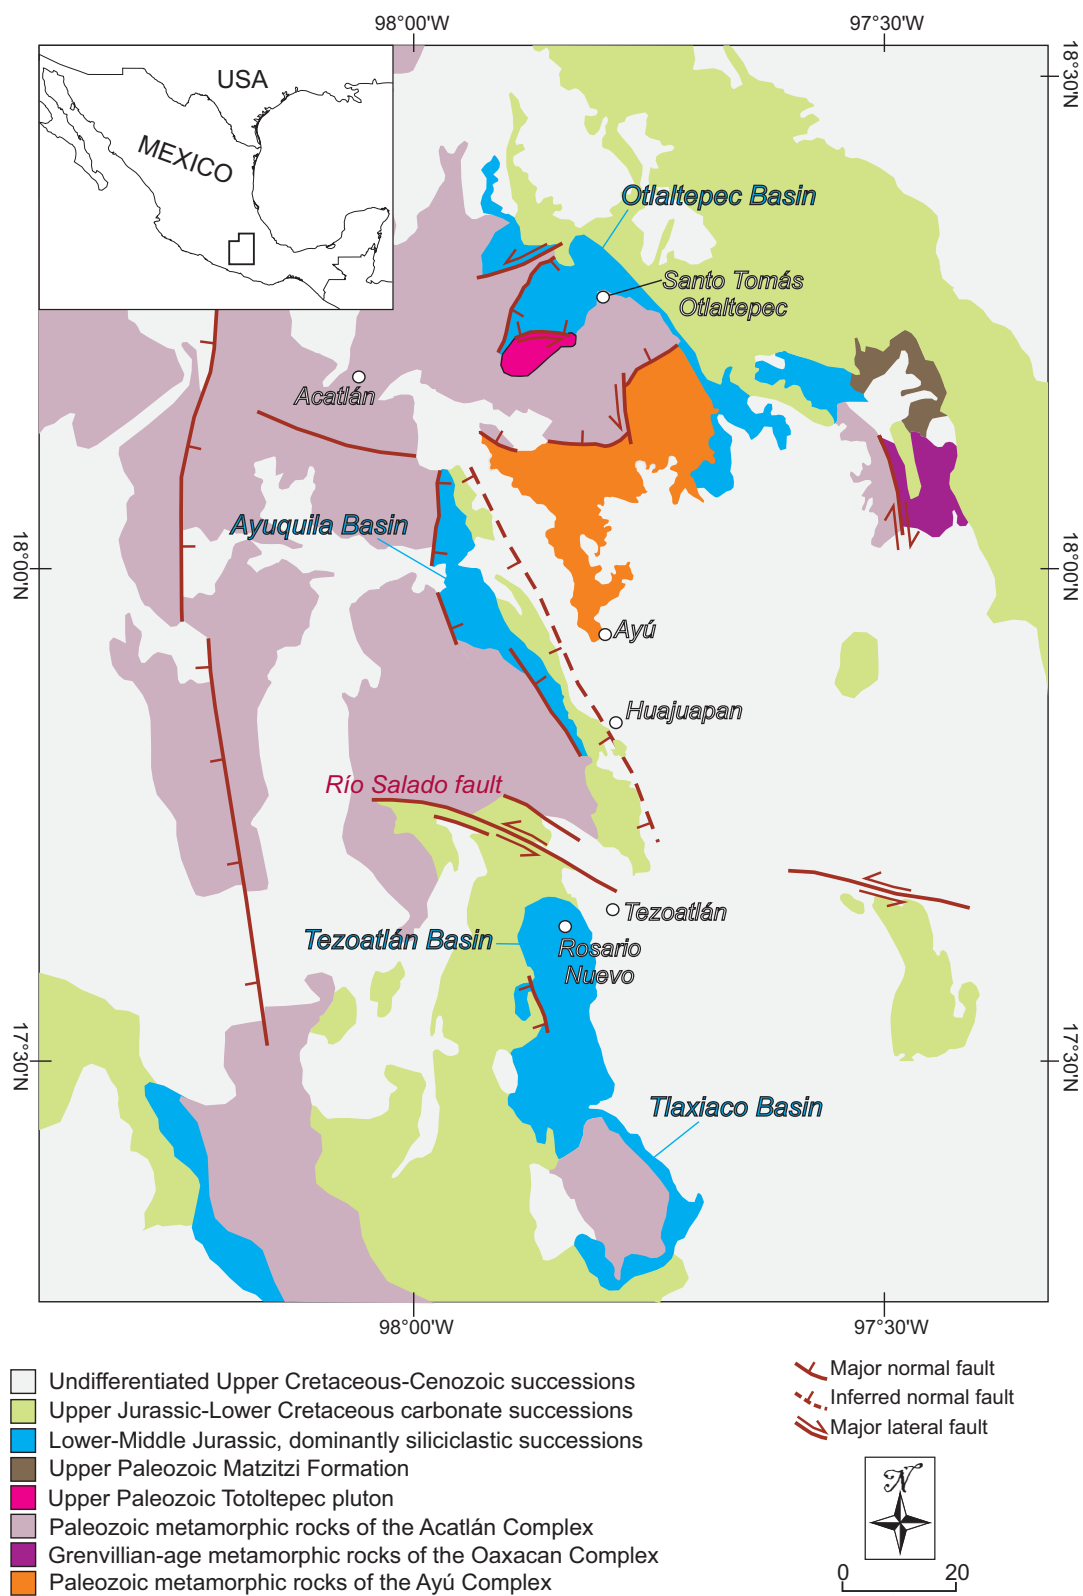 98°00'W
97°30'W
USA
MEXICO
18°30'N
Otlaltepec Basin
Santo Tomás
Otlaltepec
Acatlán
Ayuquila Basin
18°00'N
18°00'N
Ayú
Huajuapan
Río Salado fault
Tezoatlán
Tezoatlán Basin
Rosario
Nuevo
17°30'N
17°30'N
Tlaxiaco Basin
98°00'W
97°30'W
Undifferentiated Upper Cretaceous-Cenozoic successions
Upper Jurassic-Lower Cretaceous carbonate successions
Lower-Middle Jurassic, dominantly siliciclastic successions
Upper Paleozoic Matzitzi Formation
Upper Paleozoic Totoltepec pluton
Paleozoic metamorphic rocks of the Acatlán Complex
Grenvillian-age metamorphic rocks of the Oaxacan Complex
Paleozoic metamorphic rocks of the Ayú Complex
Major normal fault
Inferred normal fault
Major lateral fault
N
0 20